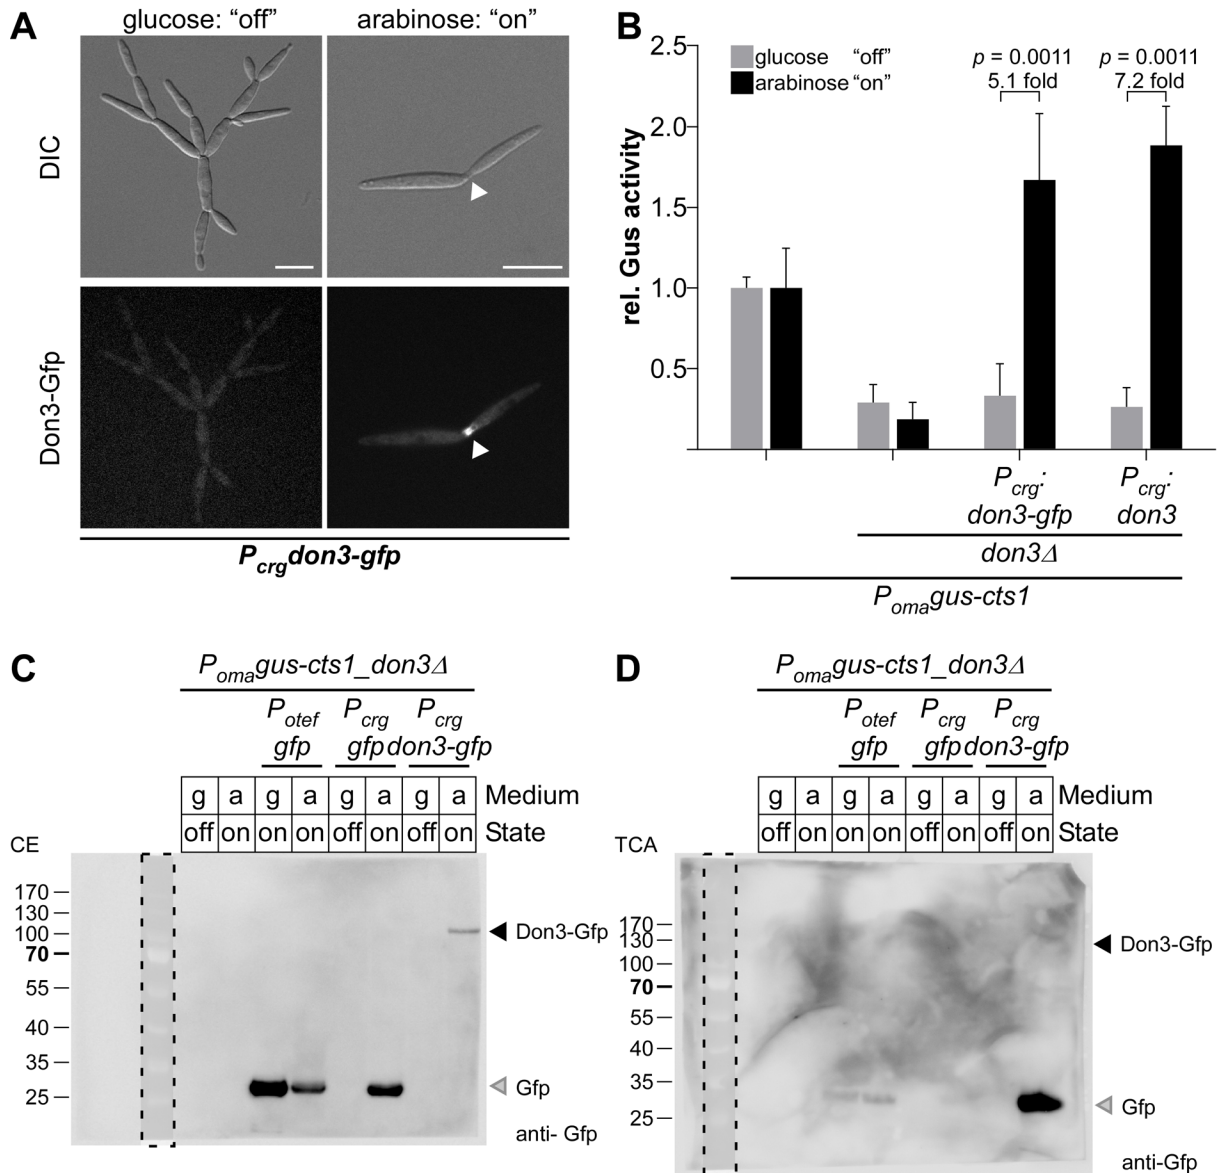 A
glucose: “off”
arabinose: “on”
DIC
Don3-Gfp
Pcrgdon3-gfp
B
rel. Gus activity
2.5
2.0
1.5
1.0
0.5
glucose “off”
arabinose “on”
p = 0.0011
5.1 fold
p = 0.0011
7.2 fold
Pcrg:
don3-gfp
Pcrg:
don3
don3Δ
Pomagus-cts1
C
Pomagus-cts1_don3Δ
Potef
gfp
Pcrg
gfp
Pcrg
don3-gfp
g a g a g a g a Medium
off on on on off on off on State
CE
170
130
100
70
55
40
35
25
Don3-Gfp
Gfp
anti- Gfp
D
Pomagus-cts1_don3Δ
Potef
gfp
Pcrg
gfp
Pcrg
don3-gfp
g a g a g a g a Medium
off on on on off on off on State
TCA
170
130
100
70
55
40
35
25
Don3-Gfp
Gfp
anti-Gfp